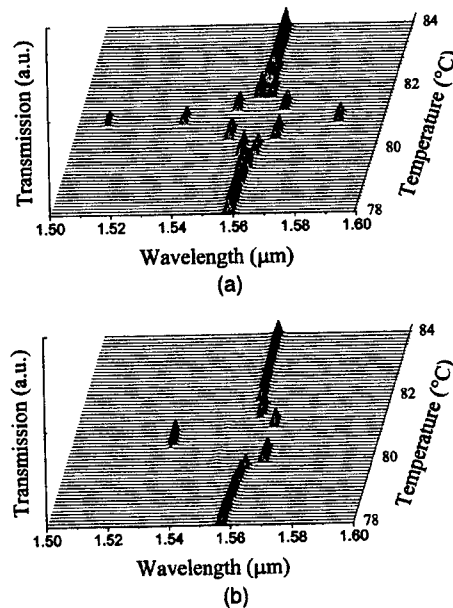 Transmission (a.u.)
84
82
80
78
Temperature (°C)
1.50 1.52 1.54 1.56 1.58 1.60
Wavelength (μm)
(a)
Transmission (a.u.)
84
82
80
78
Temperature (°C)
1.50 1.52 1.54 1.56 1.58 1.60
Wavelength (μm)
(b)